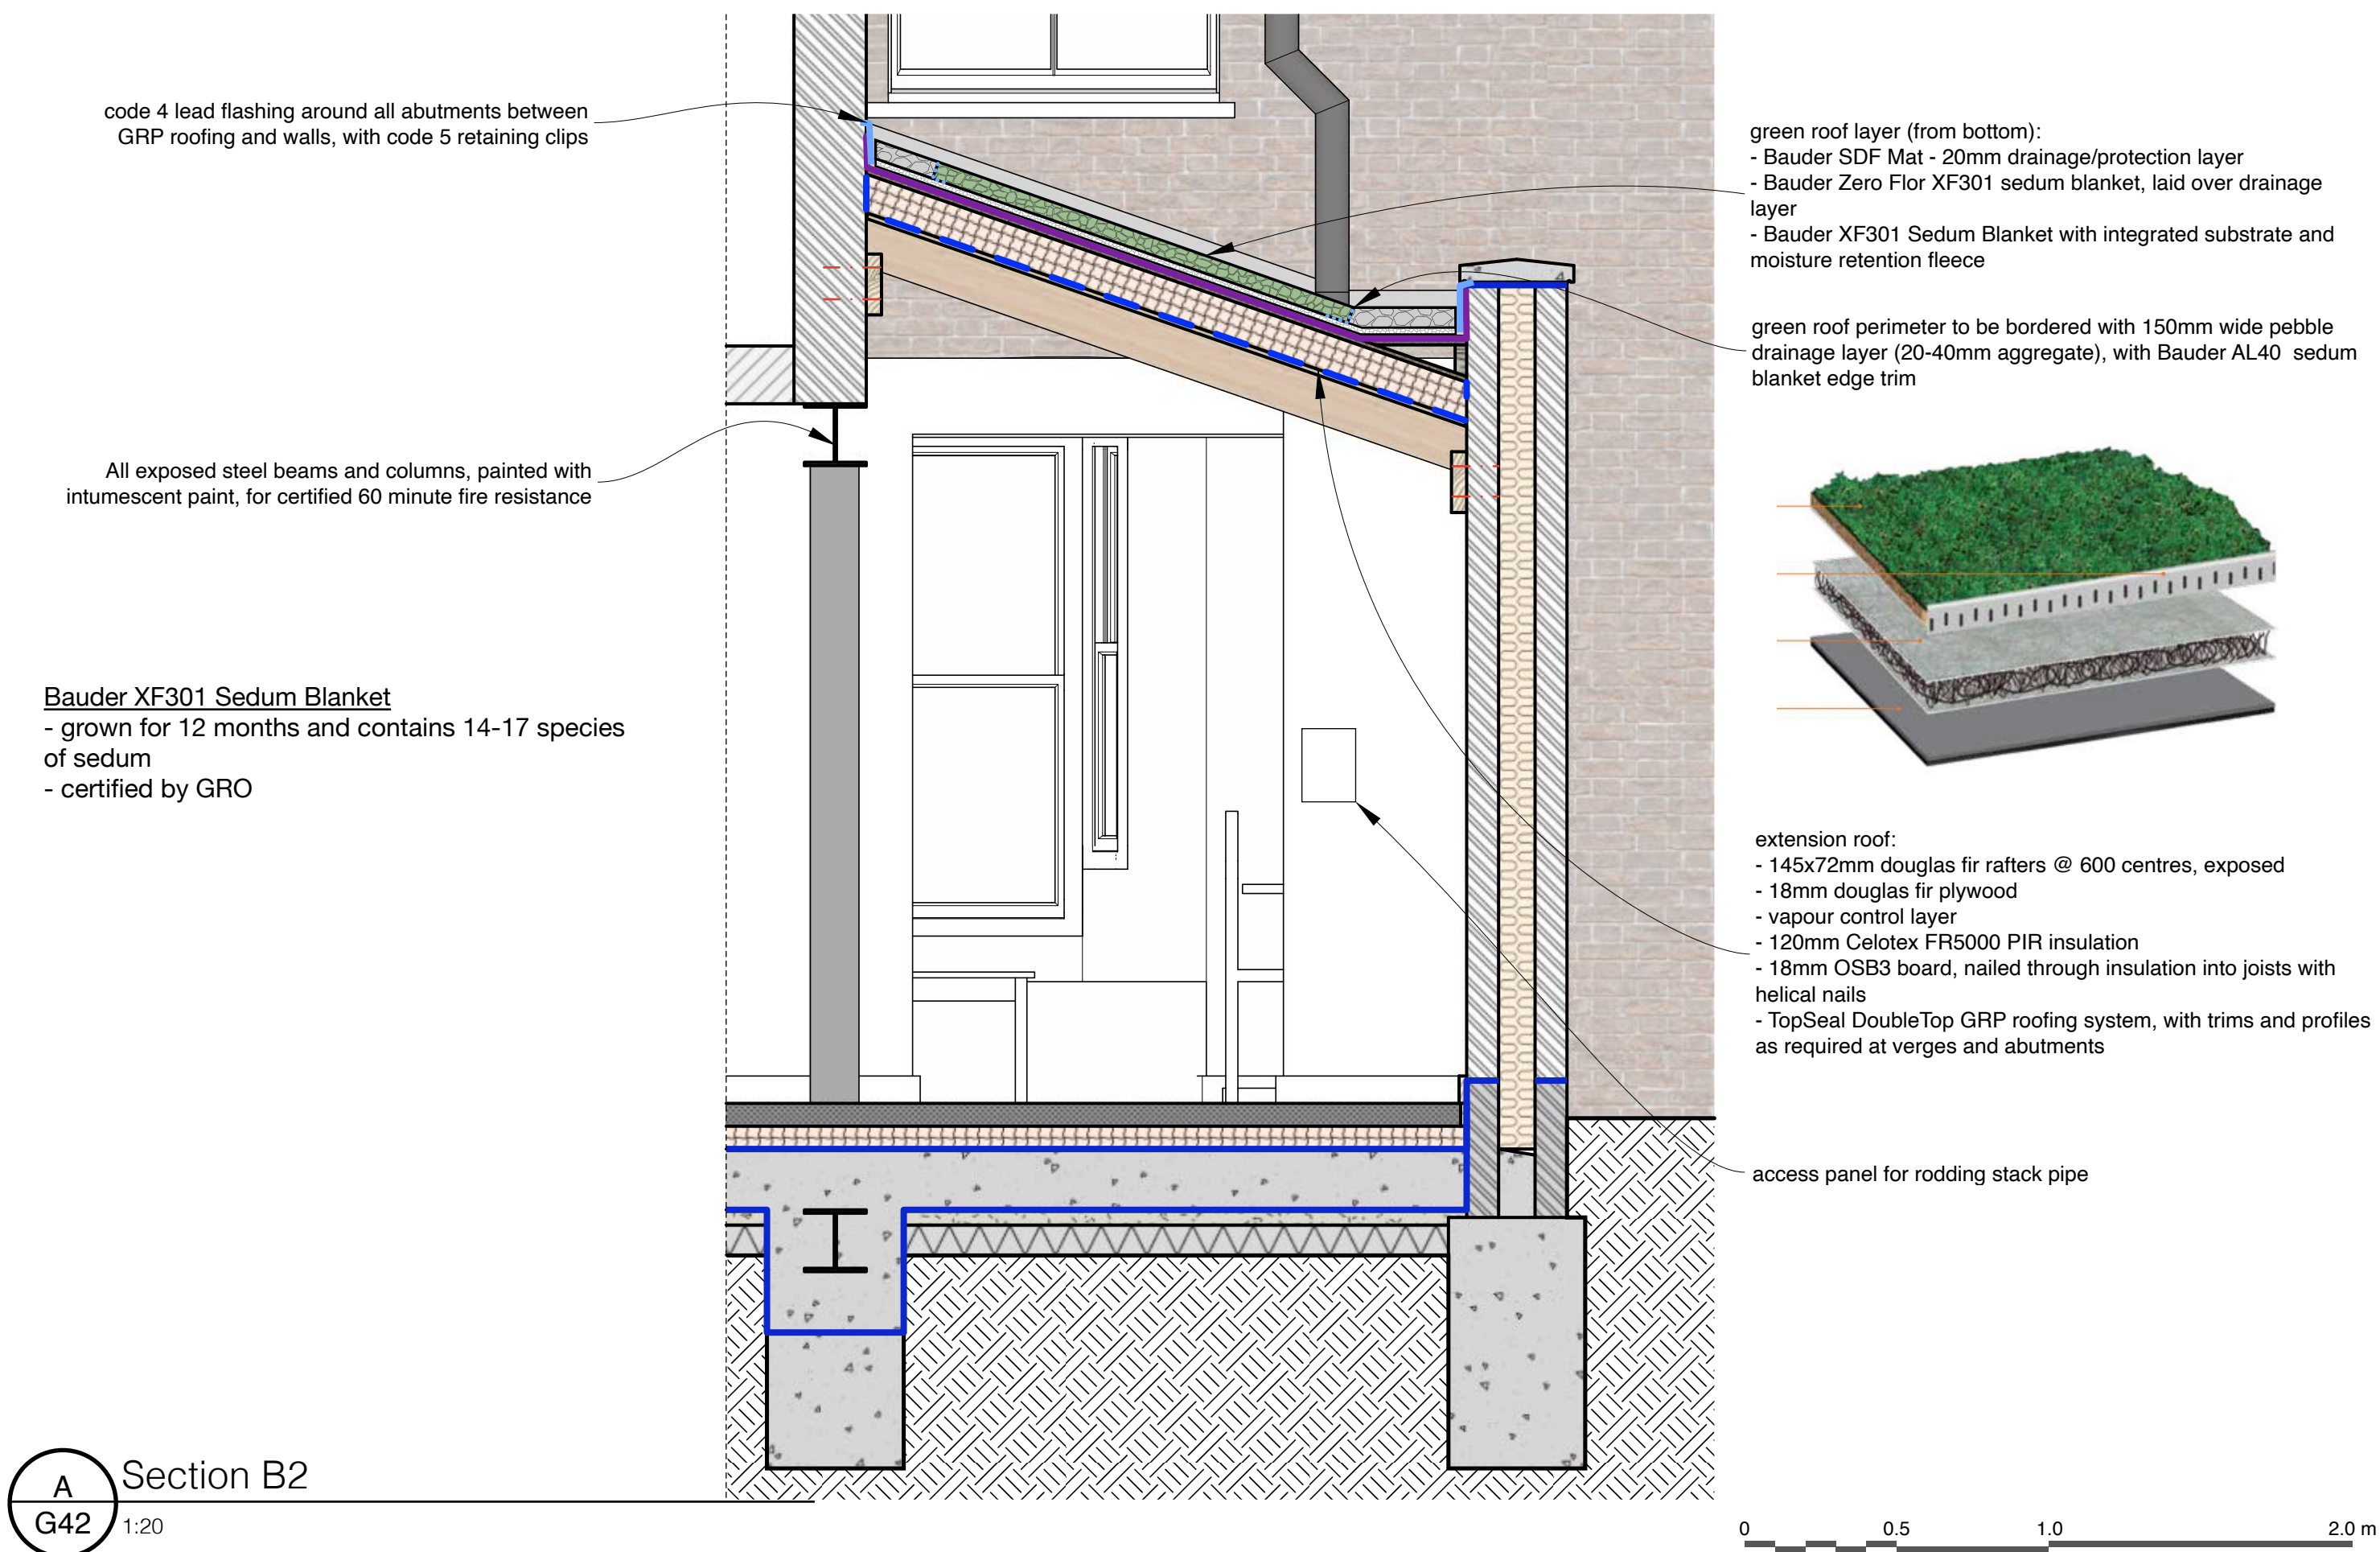 code 4 lead flashing around all abutments between
GRP roofing and walls, with code 5 retaining clips
All exposed steel beams and columns, painted with
intumescent paint, for certified 60 minute fire resistance
Bauder XF301 Sedum Blanket
- grown for 12 months and contains 14-17 species
of sedum
- certified by GRO
green roof layer (from bottom):
- Bauder SDF Mat - 20mm drainage/protection layer
- Bauder Zero Flor XF301 sedum blanket, laid over drainage
layer
- Bauder XF301 Sedum Blanket with integrated substrate and
moisture retention fleece
green roof perimeter to be bordered with 150mm wide pebble
drainage layer (20-40mm aggregate), with Bauder AL40 sedum
blanket edge trim
extension roof:
- 145x72mm douglas fir rafters @ 600 centres, exposed
- 18mm douglas fir plywood
- vapour control layer
- 120mm Celotex FR5000 PIR insulation
- 18mm OSB3 board, nailed through insulation into joists with
helical nails
- TopSeal DoubleTop GRP roofing system, with trims and profiles
as required at verges and abutments
access panel for rodding stack pipe
A
G42
Section B2
1:20
0 0.5 1.0 2.0 m